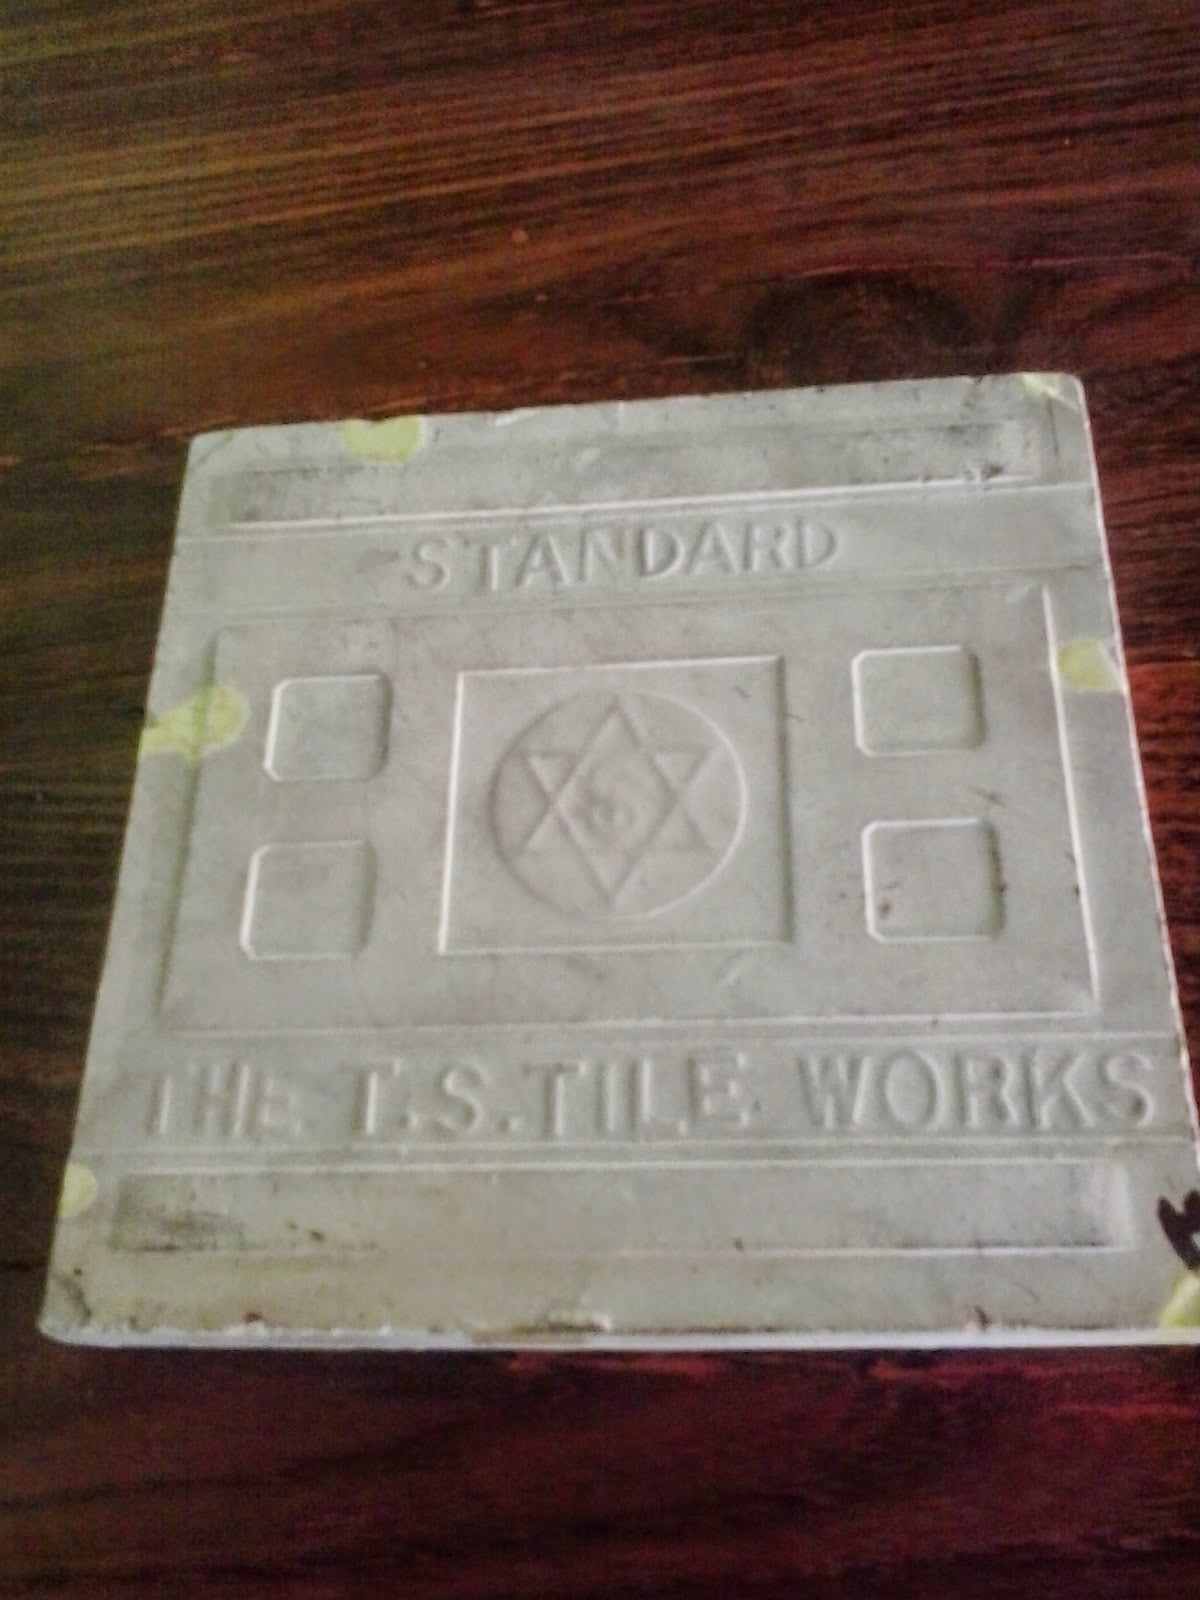 STANDARD
THE T.S. TILE WORKS